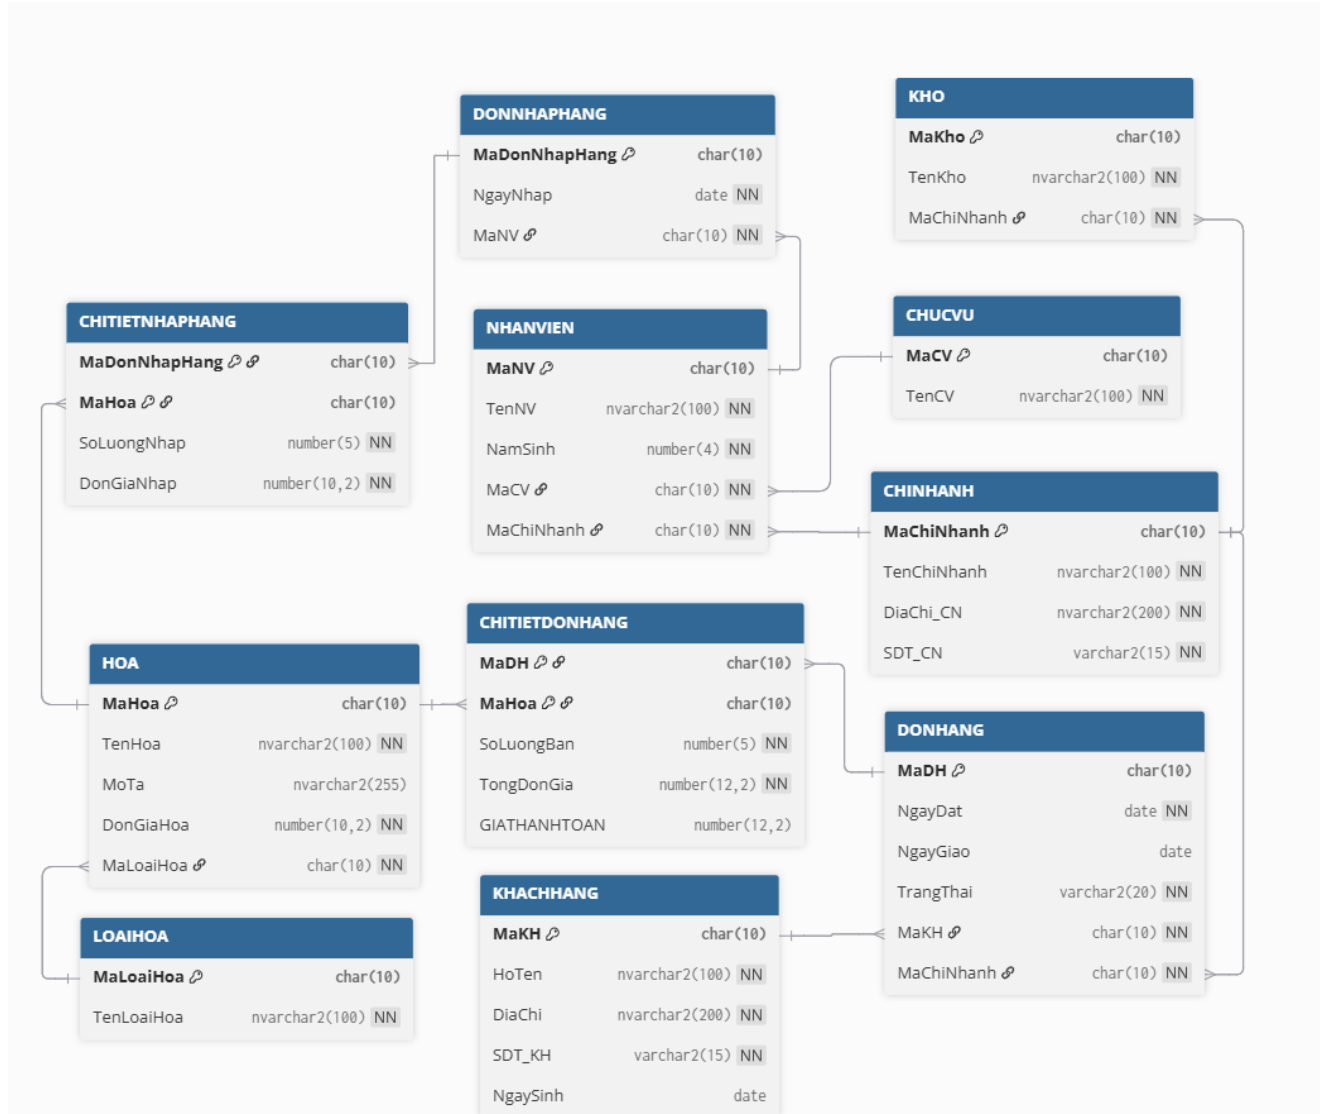 DONNHAPHANG
MaDonNhapHang char(10)
NgayNhap date NN
MaNV char(10) NN
KHO
MaKho char(10)
TenKho nvarchar2(100) NN
MaChiNhanh char(10) NN
CHITIETNHAPHANG
MaDonNhapHang char(10)
MaHoa char(10)
SoLuongNhap number(5) NN
DonGiaNhap number(10,2) NN
NHANVIEN
MaNV char(10)
TenNV nvarchar2(100) NN
NamSinh number(4) NN
MaCV char(10) NN
MaChiNhanh char(10) NN
CHUCVU
MaCV char(10)
TenCV nvarchar2(100) NN
CHINHANH
MaChiNhanh char(10)
TenChiNhanh nvarchar2(100) NN
DiaChi_CN nvarchar2(200) NN
SDT_CN varchar2(15) NN
HOA
MaHoa char(10)
TenHoa nvarchar2(100) NN
MoTa nvarchar2(255)
DonGiaHoa number(10,2) NN
MaLoaiHoa char(10) NN
CHITIETDONHANG
MaDH char(10)
MaHoa char(10)
SoLuongBan number(5) NN
TongDonGia number(12,2) NN
GIATHANHTOAN number(12,2)
DONHANG
MaDH char(10)
NgayDat date NN
NgayGiao date
TrangThai varchar2(20) NN
MaKH char(10) NN
MaChiNhanh char(10) NN
LOAIHOA
MaLoaiHoa char(10)
TenLoaiHoa nvarchar2(100) NN
KHACHHANG
MaKH char(10)
HoTen nvarchar2(100) NN
DiaChi nvarchar2(200) NN
SDT_KH varchar2(15) NN
NgaySinh date